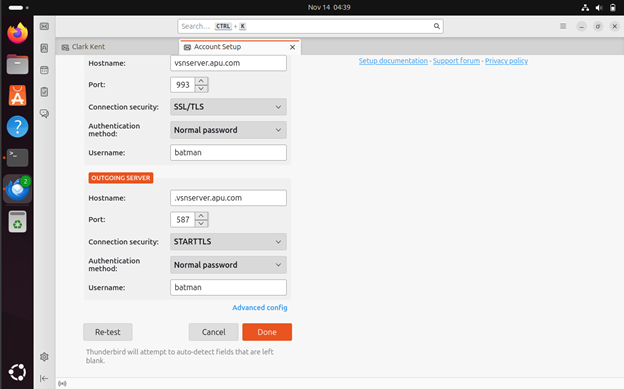 Nov 14 04:39
Search… CTRL + K
Clark Kent
Account Setup
Hostname: vsnserver.apu.com
Port: 993
Connection security: SSL/TLS
Authentication
method: Normal password
Username: batman
OUTGOING SERVER
Hostname: .vsnserver.apu.com
Port: 587
Connection security: STARTTLS
Authentication
method: Normal password
Username: batman
Advanced config
Re-test Cancel Done
Thunderbird will attempt to auto-detect fields that are left
blank.
Setup documentation - Support forum - Privacy policy
2